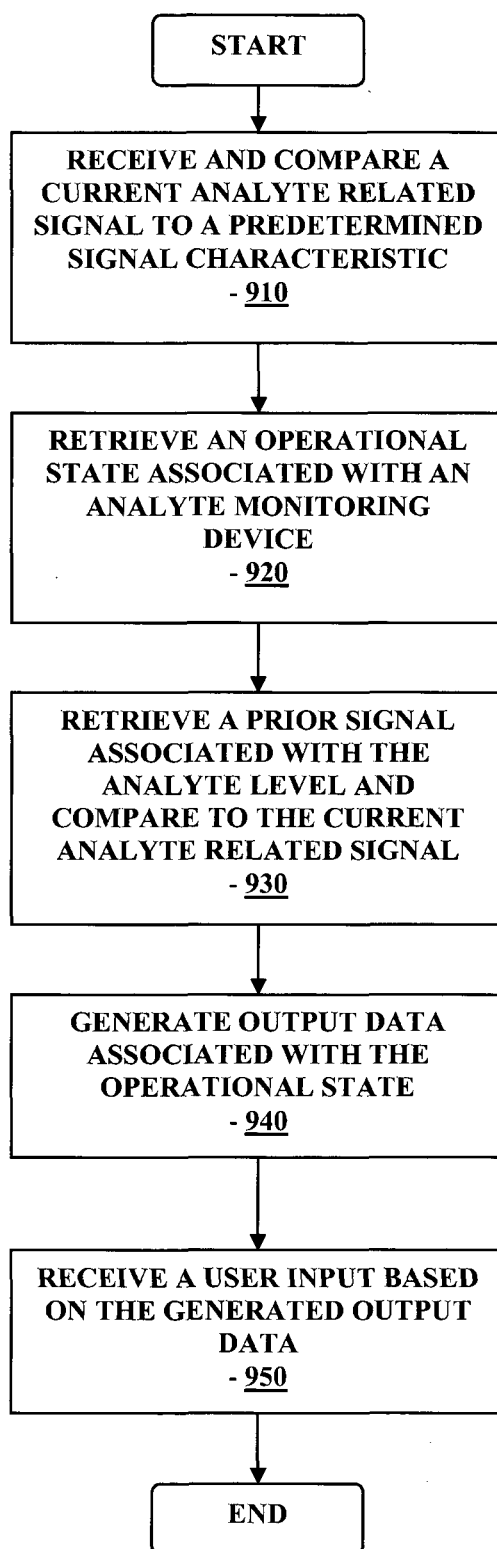 START
RECEIVE AND COMPARE A
CURRENT ANALYTE RELATED
SIGNAL TO A PREDETERMINED
SIGNAL CHARACTERISTIC
- 910
RETRIEVE AN OPERATIONAL
STATE ASSOCIATED WITH AN
ANALYTE MONITORING
DEVICE
- 920
RETRIEVE A PRIOR SIGNAL
ASSOCIATED WITH THE
ANALYTE LEVEL AND
COMPARE TO THE CURRENT
ANALYTE RELATED SIGNAL
- 930
GENERATE OUTPUT DATA
ASSOCIATED WITH THE
OPERATIONAL STATE
- 940
RECEIVE A USER INPUT BASED
ON THE GENERATED OUTPUT
DATA
- 950
END